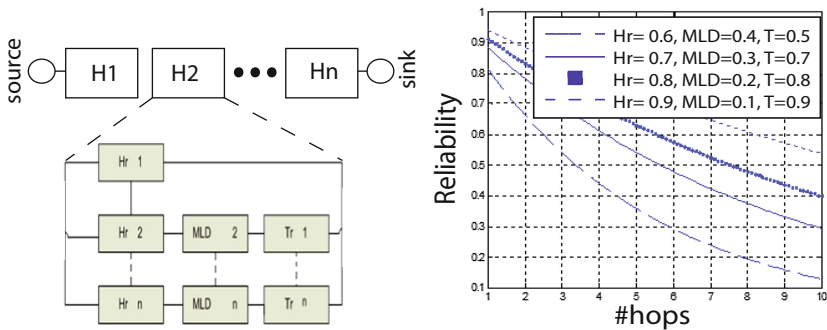 source
H1
H2
Hn
sink
Hr 1
Hr 2
MLD 2
Tr 1
Hr n
MLD n
Tr n
Reliability
1
0.9
0.8
0.7
0.6
0.5
0.4
0.3
0.2
0.1
Hr= 0.6, MLD=0.4, T=0.5
Hr= 0.7, MLD=0.3, T=0.7
Hr= 0.8, MLD=0.2, T=0.8
Hr= 0.9, MLD=0.1, T=0.9
1 2 3 4 5 6 7 8 9 10
#hops